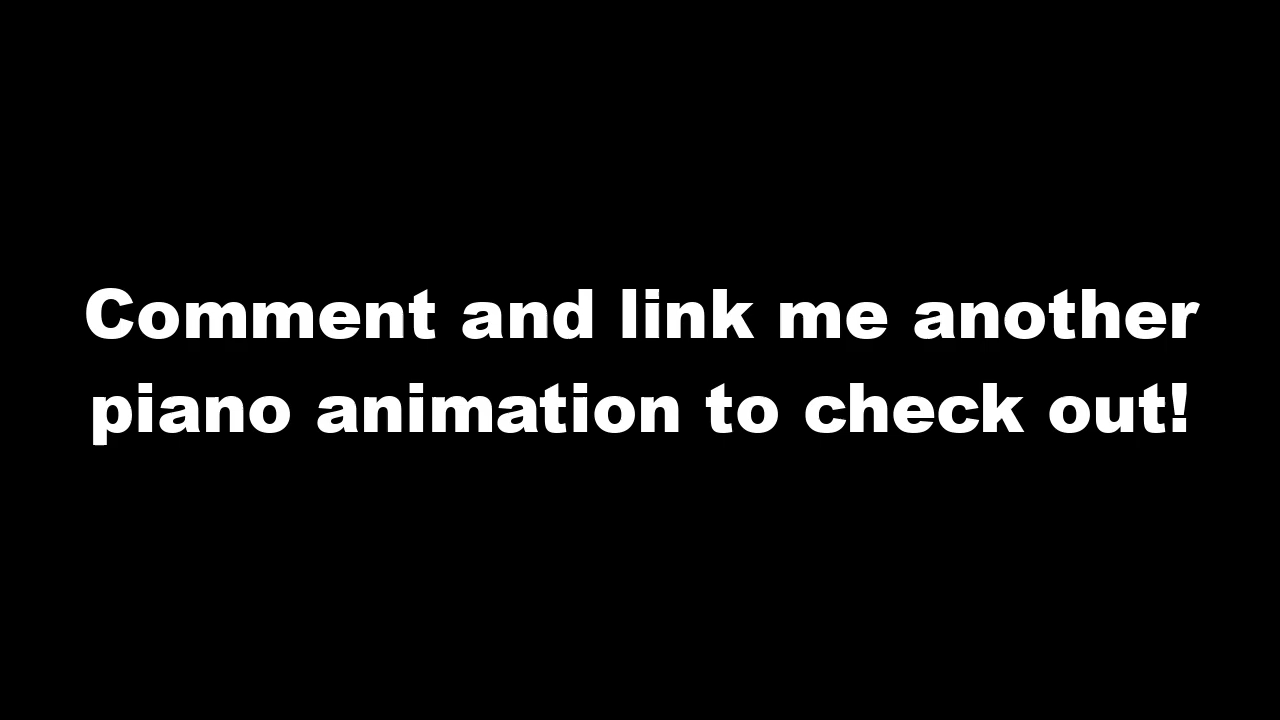 Comment and link me another
piano animation to check out!